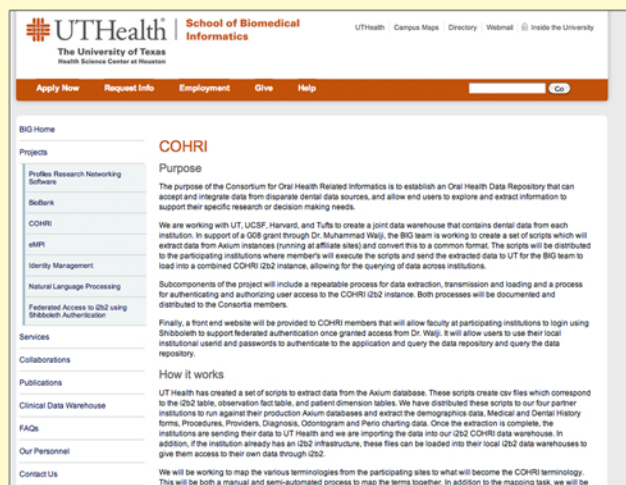 UTHealth
The University of Texas
Health Science Center at Houston
School of Biomedical
Informatics
UTHealth Campus Maps Directory Webmail Inside the University
Apply Now Request Info Employment Give Help Go
BIG Home
Projects
Profiles Research Networking
Software
BioBank
COHRI
eMPI
Identity Management
Natural Language Processing
Federated Access to i2b2 using
Shibboleth Authentication
Services
Collaborations
Publications
Clinical Data Warehouse
FAQs
Our Personnel
Contact Us
COHRI
Purpose
The purpose of the Consortium for Oral Health Related Informatics is to establish an Oral Health Data Repository that can
accept and integrate data from disparate dental data sources, and allow end users to explore and extract information to
support their specific research or decision making needs.
We are working with UT, UCSF, Harvard, and Tufts to create a joint data warehouse that contains dental data from each
institution. In support of a G08 grant through Dr. Muhammad Walji, the BIG team is working to create a set of scripts which will
extract data from Axium instances (running at affiliate sites) and convert this to a common format. The scripts will be distributed
to the participating institutions where member's will execute the scripts and send the extracted data to UT for the BIG team to
load into a combined COHRI i2b2 instance, allowing for the querying of data across institutions.
Subcomponents of the project will include a repeatable process for data extraction, transmission and loading and a process
for authenticating and authorizing user access to the COHRI i2b2 instance. Both processes will be documented and
distributed to the Consortia members.
Finally, a front end website will be provided to COHRI members that will allow faculty at participating institutions to login using
Shibboleth to support federated authentication once granted access from Dr. Walji. It will allow users to use their local
institutional userid and passwords to authenticate to the application and query the data repository and query the data
repository.
How it works
UT Health has created a set of scripts to extract data from the Axium database. These scripts create csv files which correspond
to the i2b2 table, observation fact table, and patient dimension tables. We have distributed these scripts to our four partner
institutions to run against their production Axium databases and extract the demographics data, Medical and Dental History
forms, Procedures, Providers, Diagnosis, Odontogram and Perio charting data. Once the extraction is complete, the
institutions are sending their data to UT Health and we are importing the data into our i2b2 COHRI data warehouse. In
addition, if the institution already has an i2b2 infrastructure, these files can be loaded into their local i2b2 data warehouses to
give them access to their own data through i2b2.
We will be working to map the various terminologies from the participating sites to what will become the COHRI terminology.
This will be both a manual and semi-automated process to map the terms together. In addition to the mapping task, we will be